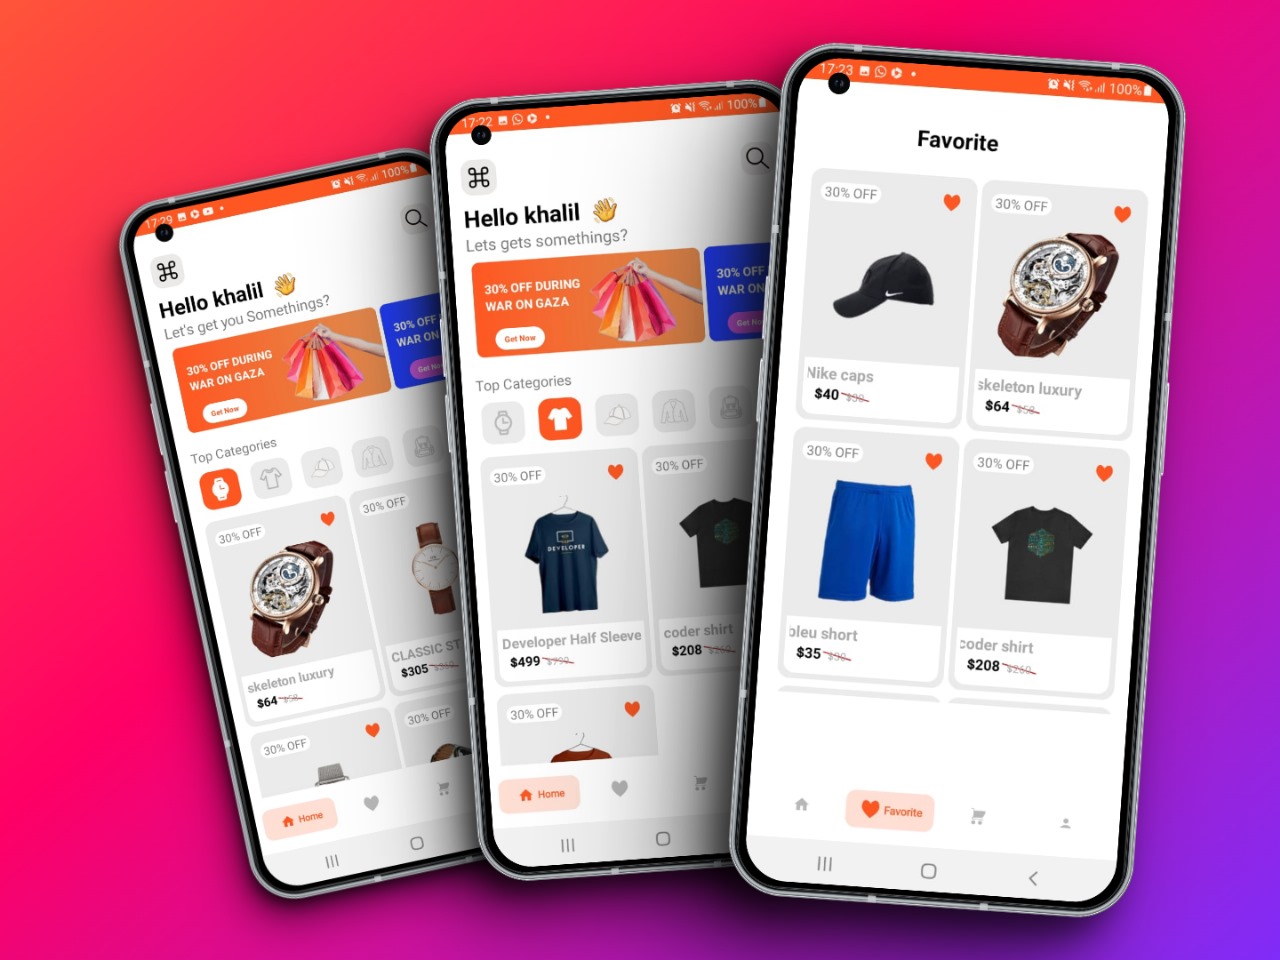 17:29
100%
Hello khalil 👋
Let's get you Somethings?
30% OFF DURING
WAR ON GAZA
Get Now
30% OFF
WAR ON
Get
Top Categories
30% OFF
skeleton luxury
$64 $58
30% OFF
CLASSIC ST
$305 $360
30% OFF
30% OFF
Home
17:22
100%
Hello khalil 👋
Lets gets somethings?
30% OFF DURING
WAR ON GAZA
Get Now
30% OFF
WAR ON
Get No
Top Categories
30% OFF
DEVELOPER
Developer Half Sleeve
$499 $799
30% OFF
coder shirt
$208 $260
30% OFF
Home
17:23
100%
Favorite
30% OFF
Nike caps
$40 $30
30% OFF
skeleton luxury
$64 $58
30% OFF
bleu short
$35 $30
30% OFF
coder shirt
$208 $260
Favorite